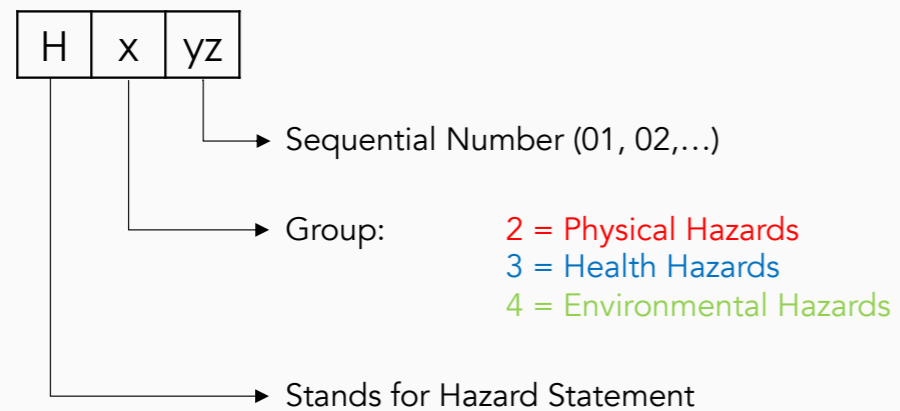 H x yz
Sequential Number (01, 02,...)
Group: 2 = Physical Hazards
3 = Health Hazards
4 = Environmental Hazards
Stands for Hazard Statement